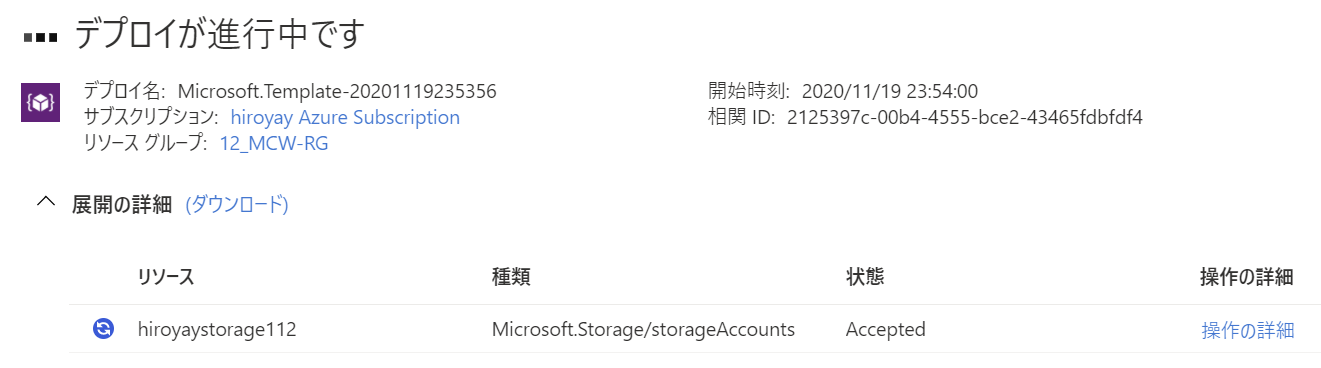 デプロイが進行中です
デプロイ名: Microsoft.Template-20201119235356
開始時刻: 2020/11/19 23:54:00
サブスクリプション: hiroyay Azure Subscription
相関 ID: 2125397c-00b4-4555-bce2-43465fdbfdf4
リソース グループ: 12_MCW-RG
展開の詳細 (ダウンロード)
リソース 種類 状態 操作の詳細
hiroyaystorage112 Microsoft.Storage/storageAccounts Accepted 操作の詳細